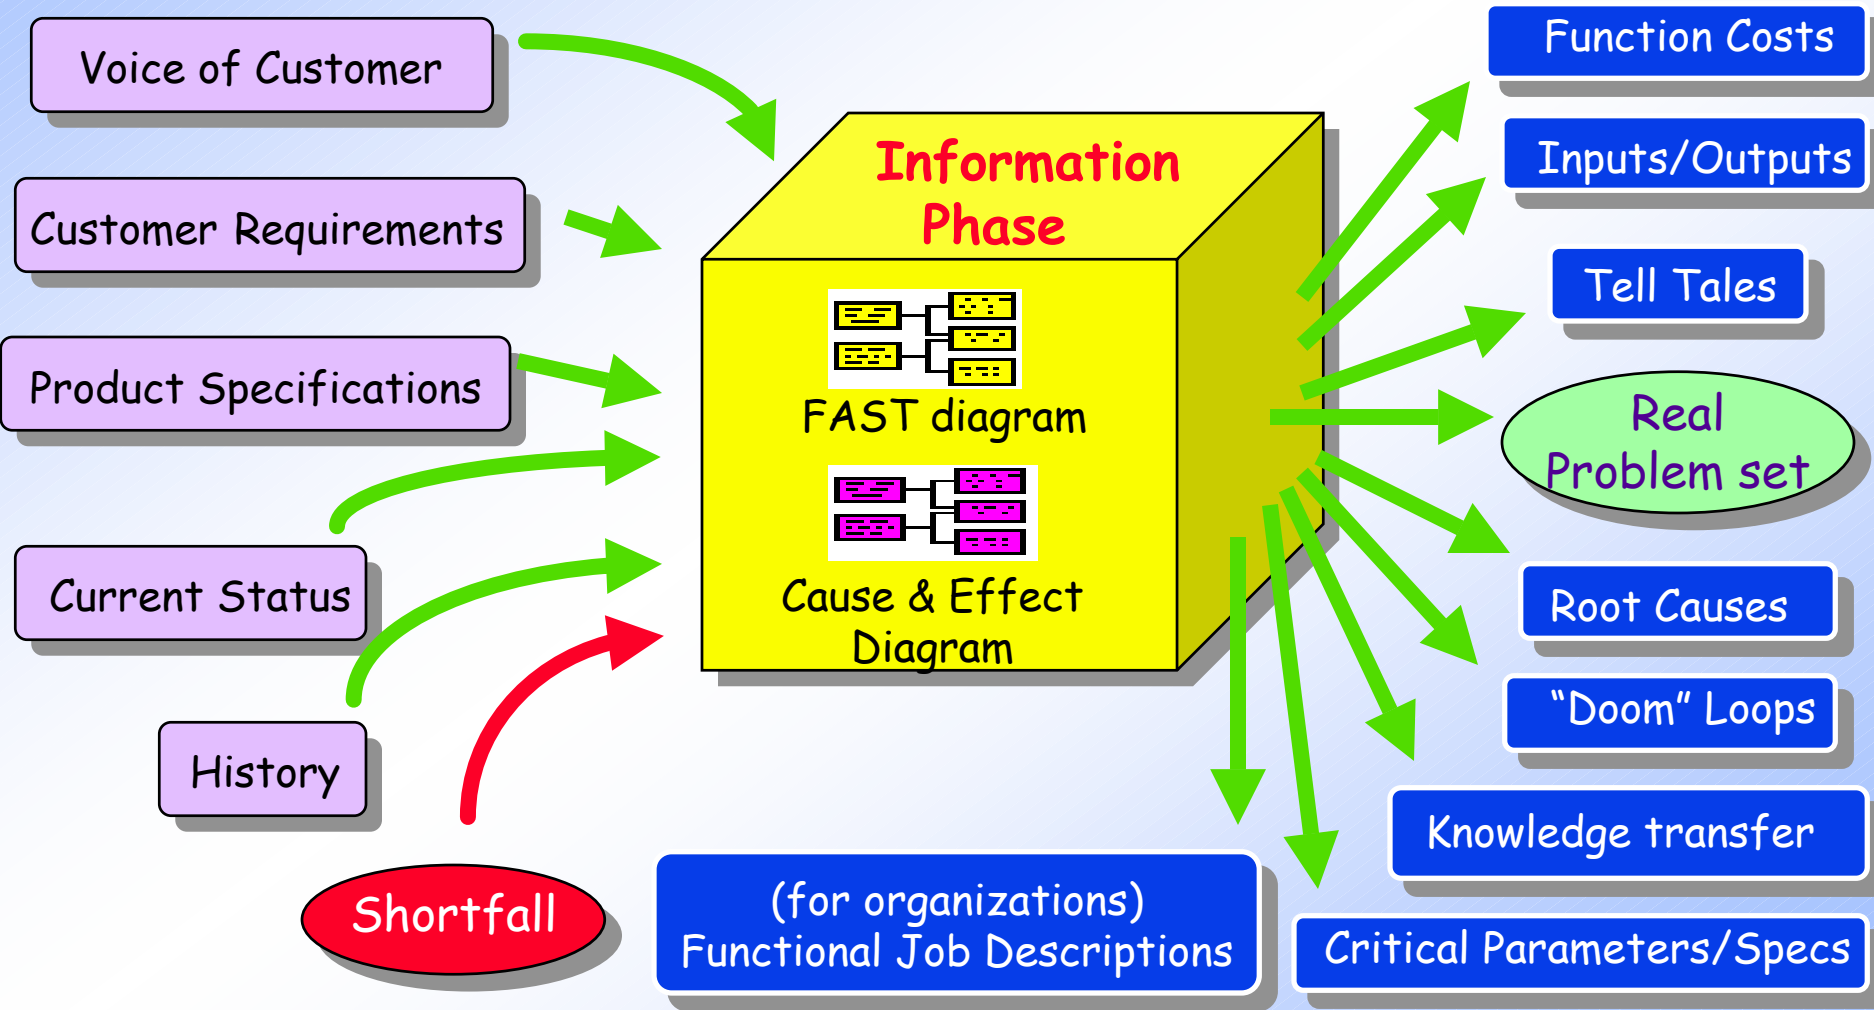 Voice of Customer
Customer Requirements
Product Specifications
Current Status
History
Shortfall
Information
Phase
FAST diagram
Cause & Effect
Diagram
Function Costs
Inputs/Outputs
Tell Tales
Real
Problem set
Root Causes
“Doom” Loops
Knowledge transfer
Critical Parameters/Specs
(for organizations)
Functional Job Descriptions